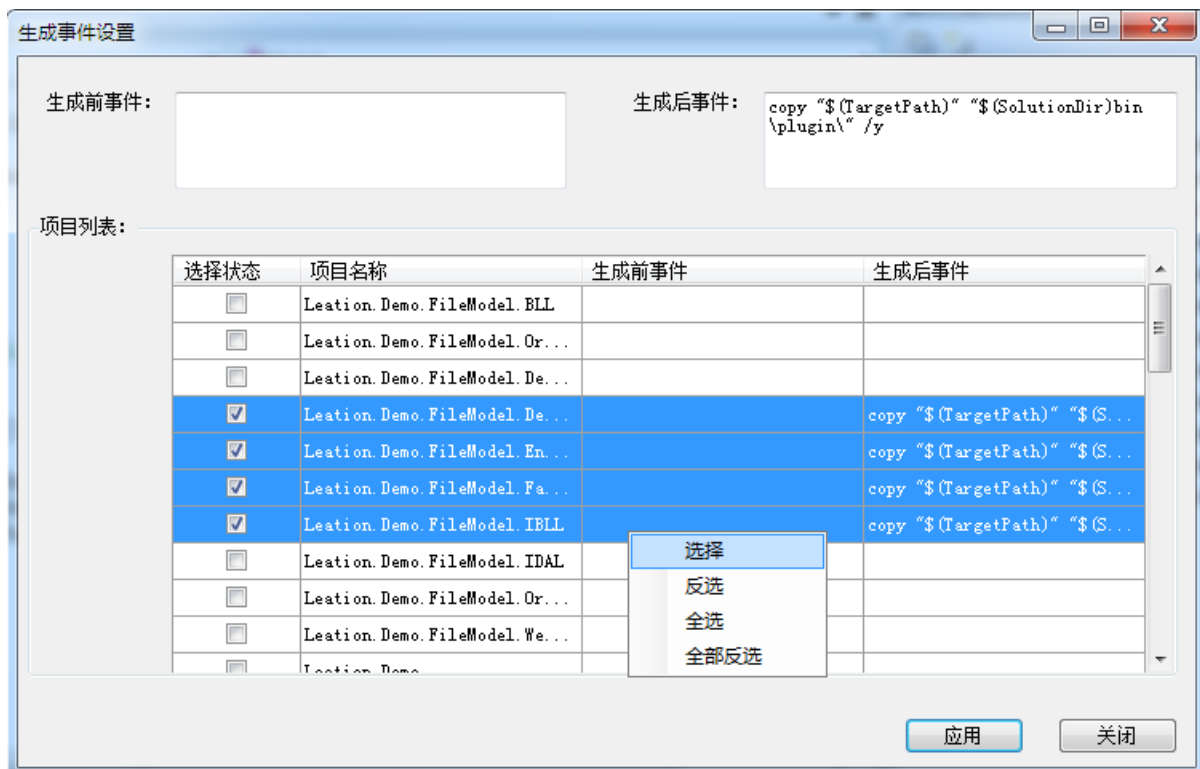 生成事件设置
生成前事件：
生成后事件：
copy "$(TargetPath)" "$(SolutionDir)bin
\plugin\" /y
项目列表：
选择状态 项目名称 生成前事件 生成后事件
Leation.Demo.FileModel.BLL
Leation.Demo.FileModel.Or...
Leation.Demo.FileModel.De...
Leation.Demo.FileModel.De... copy "$(TargetPath)" "$(S...
Leation.Demo.FileModel.En... copy "$(TargetPath)" "$(S...
Leation.Demo.FileModel.Fa... copy "$(TargetPath)" "$(S...
Leation.Demo.FileModel.IBLL copy "$(TargetPath)" "$(S...
选择
Leation.Demo.FileModel.IDAL
反选
Leation.Demo.FileModel.Or...
全选
Leation.Demo.FileModel.We...
全部反选
Leation.Demo
应用 关闭